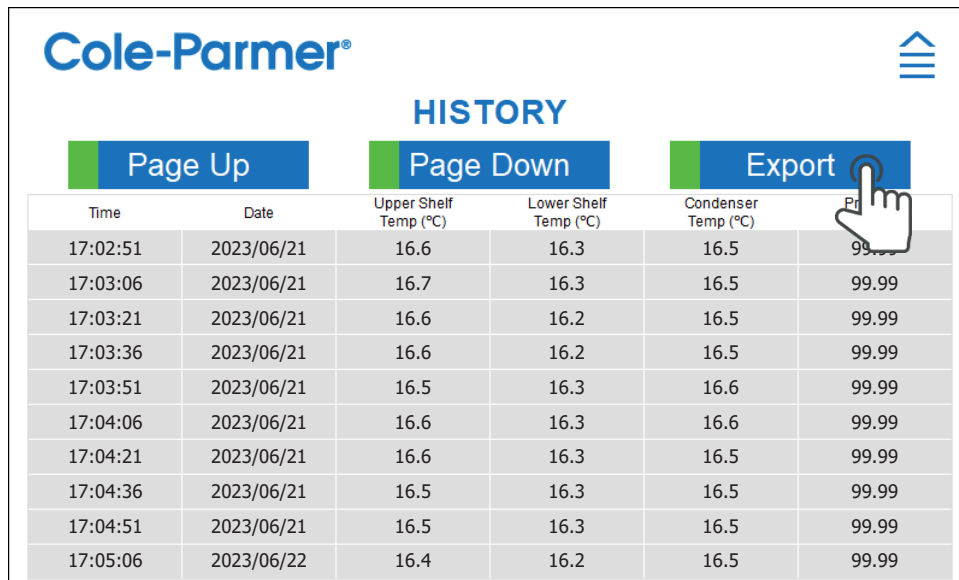 Cole-Parmer®
HISTORY
Page Up Page Down Export
Time Date Upper Shelf Temp (℃) Lower Shelf Temp (℃) Condenser Temp (℃)
17:02:51 2023/06/21 16.6 16.3 16.5 99.99
17:03:06 2023/06/21 16.7 16.3 16.5 99.99
17:03:21 2023/06/21 16.6 16.2 16.5 99.99
17:03:36 2023/06/21 16.6 16.2 16.5 99.99
17:03:51 2023/06/21 16.5 16.3 16.6 99.99
17:04:06 2023/06/21 16.6 16.3 16.6 99.99
17:04:21 2023/06/21 16.6 16.3 16.5 99.99
17:04:36 2023/06/21 16.5 16.3 16.5 99.99
17:04:51 2023/06/21 16.5 16.3 16.5 99.99
17:05:06 2023/06/22 16.4 16.2 16.5 99.99